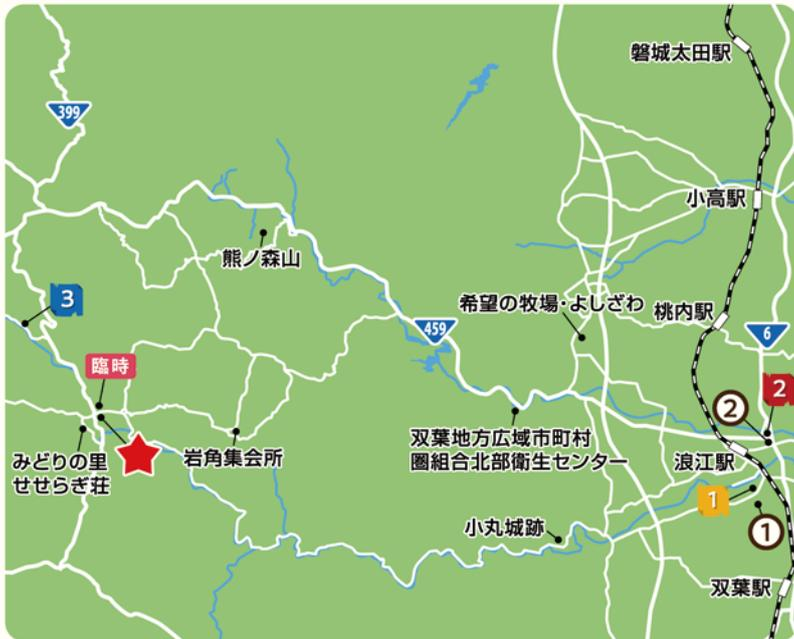 磐城太田駅
399
小高駅
熊ノ森山
3
希望の牧場・よしざわ
桃内駅
459
6
臨時
2
②
双葉地方広域市町村
圏組合北部衛生センター
みどりの里
せせらぎ荘
岩角集会所
浪江駅
1
小丸城跡
①
双葉駅